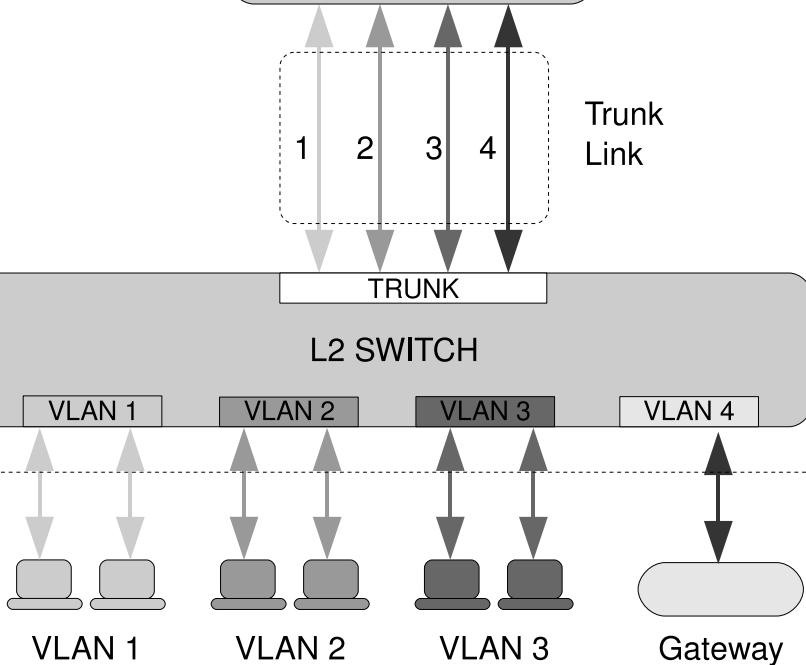 1 2 3 4
Trunk
Link
TRUNK
L2 SWITCH
VLAN 1 VLAN 2 VLAN 3 VLAN 4
VLAN 1 VLAN 2 VLAN 3 Gateway